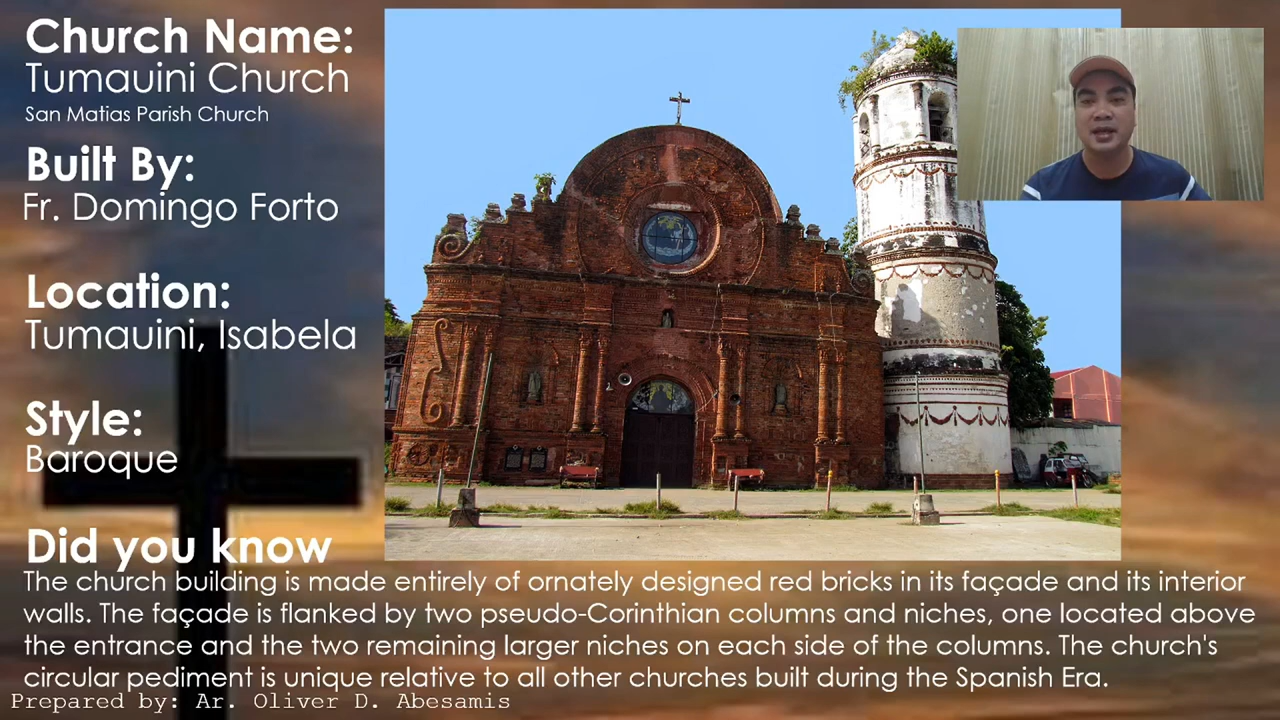 Church Name:
Tumauini Church
San Matias Parish Church
Built By:
Fr. Domingo Forto
Location:
Tumauini, Isabela
Style:
Baroque
Did you know
The church building is made entirely of ornately designed red bricks in its façade and its interior
walls. The façade is flanked by two pseudo-Corinthian columns and niches, one located above
the entrance and the two remaining larger niches on each side of the columns. The church's
circular pediment is unique relative to all other churches built during the Spanish Era.
Prepared by: Ar. Oliver D. Abesamis